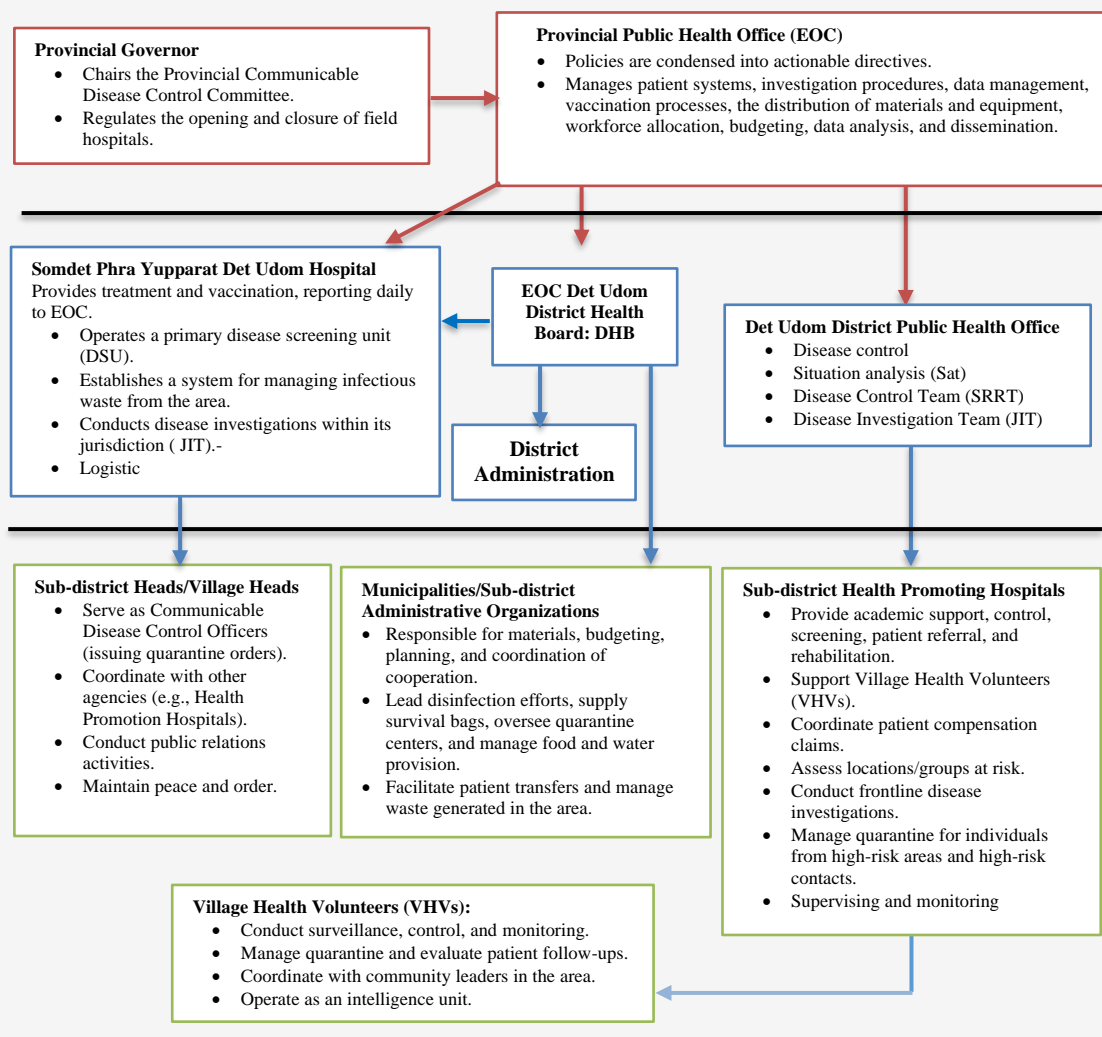 Provincial Governor
• Chairs the Provincial Communicable
Disease Control Committee.
• Regulates the opening and closure of field
hospitals.
Provincial Public Health Office (EOC)
• Policies are condensed into actionable directives.
• Manages patient systems, investigation procedures, data management,
vaccination processes, the distribution of materials and equipment,
workforce allocation, budgeting, data analysis, and dissemination.
Somdet Phra Yupparat Det Udom Hospital
Provides treatment and vaccination, reporting daily
to EOC.
• Operates a primary disease screening unit
(DSU).
• Establishes a system for managing infectious
waste from the area.
• Conducts disease investigations within its
jurisdiction ( JIT).-
• Logistic
EOC Det Udom
District Health
Board: DHB
District
Administration
Det Udom District Public Health Office
• Disease control
• Situation analysis (Sat)
• Disease Control Team (SRRT)
• Disease Investigation Team (JIT)
Sub-district Heads/Village Heads
• Serve as Communicable
Disease Control Officers
(issuing quarantine orders).
• Coordinate with other
agencies (e.g., Health
Promotion Hospitals).
• Conduct public relations
activities.
• Maintain peace and order.
Municipalities/Sub-district
Administrative Organizations
• Responsible for materials, budgeting,
planning, and coordination of
cooperation.
• Lead disinfection efforts, supply
survival bags, oversee quarantine
centers, and manage food and water
provision.
• Facilitate patient transfers and manage
waste generated in the area.
Sub-district Health Promoting Hospitals
• Provide academic support, control,
screening, patient referral, and
rehabilitation.
• Support Village Health Volunteers
(VHVs).
• Coordinate patient compensation
claims.
• Assess locations/groups at risk.
• Conduct frontline disease
investigations.
• Manage quarantine for individuals
from high-risk areas and high-risk
contacts.
• Supervising and monitoring
Village Health Volunteers (VHVs):
• Conduct surveillance, control, and monitoring.
• Manage quarantine and evaluate patient follow-ups.
• Coordinate with community leaders in the area.
• Operate as an intelligence unit.